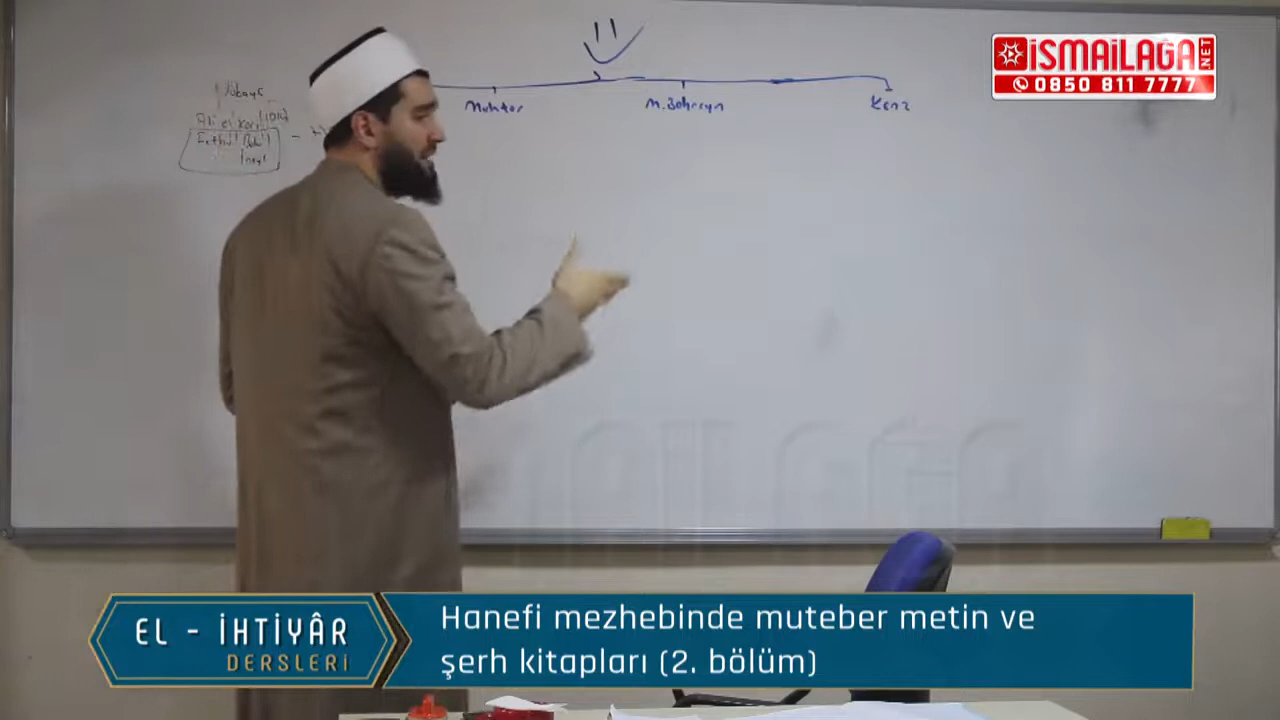 İSMAİLAĞA.NET
0850 811 7777
Muhtar M.Bahreyn Kenz
EL - İHTİYÂR
DERSLERİ
Hanefi mezhebinde muteber metin ve
şerh kitapları (2. bölüm)